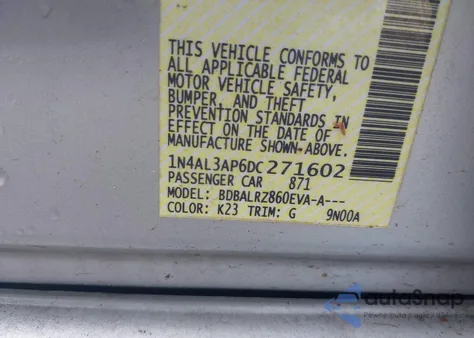 THIS VEHICLE CONFORMS TO
ALL APPLICABLE FEDERAL
MOTOR VEHICLE SAFETY,
BUMPER, AND THEFT
PREVENTION STANDARDS IN
EFFECT ON THE DATE OF
MANUFACTURE SHOWN ABOVE.
1N4AL3AP6DC271602
PASSENGER CAR 871
MODEL: BDBALRZ860EVA-A---
COLOR: K23 TRIM: G 9N00A
autoSnap